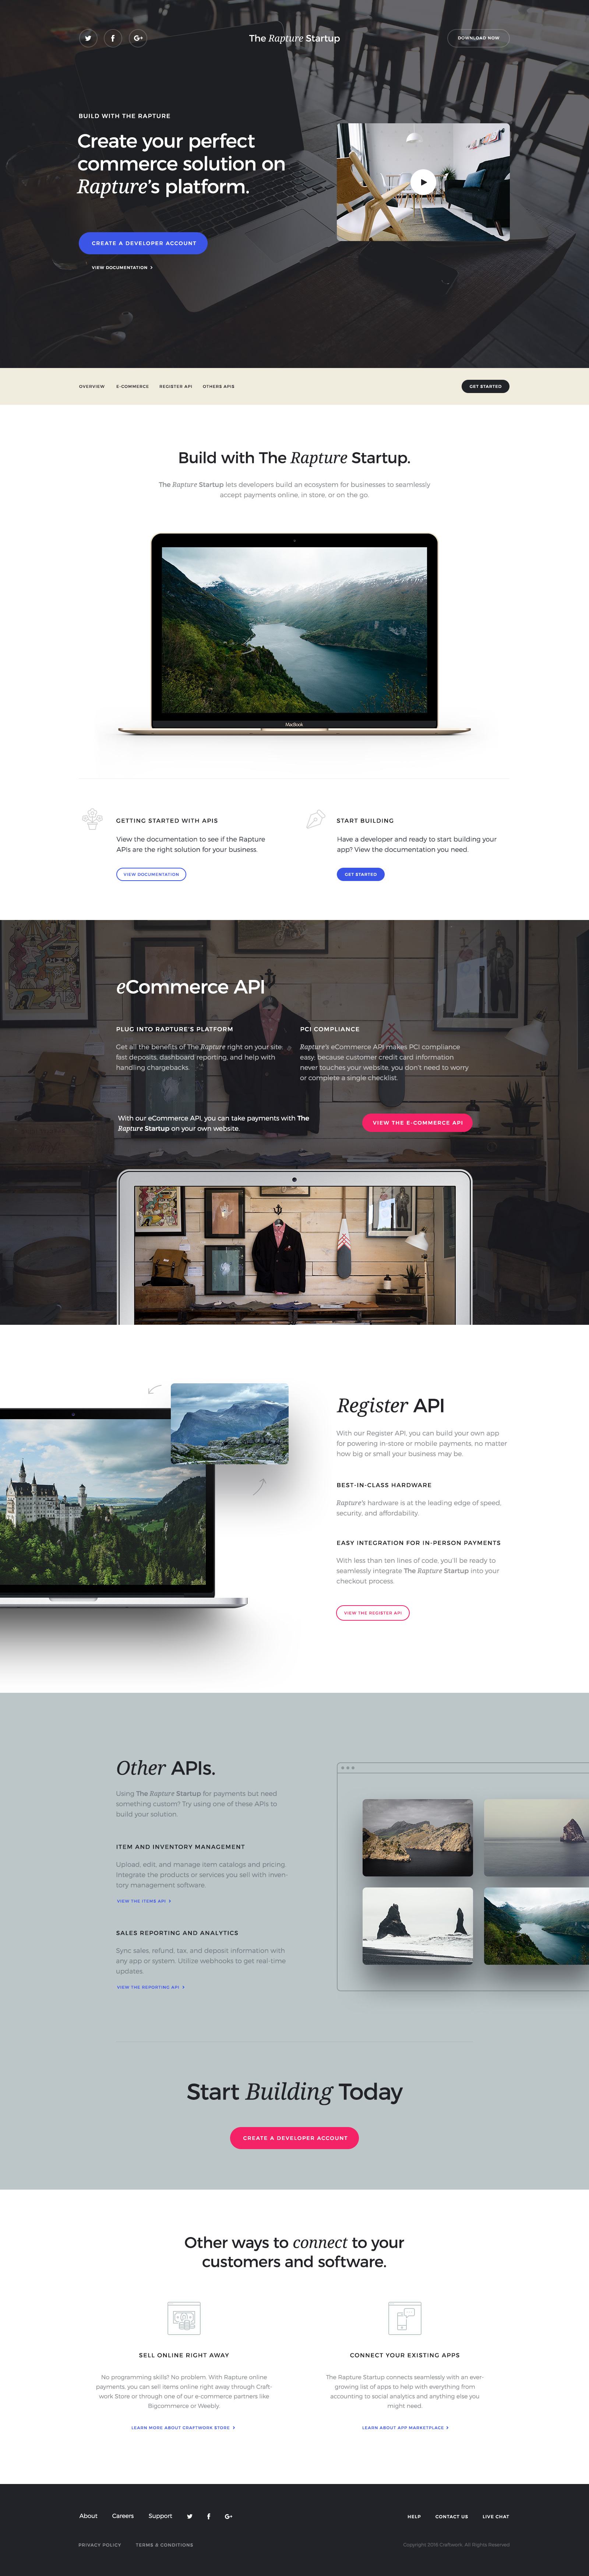 The Rapture Startup
DOWNLOAD NOW
BUILD WITH THE RAPTURE
Create your perfect
commerce solution on
Rapture's platform.
CREATE A DEVELOPER ACCOUNT
VIEW DOCUMENTATION
OVERVIEW
E-COMMERCE
REGISTER API
OTHERS APIS
GET STARTED
Build with The Rapture Startup.
The Rapture Startup lets developers build an ecosystem for businesses to seamlessly
accept payments online, in store, or on the go.
MacBook
GETTING STARTED WITH APIS
View the documentation to see if the Rapture
APIs are the right solution for your business.
VIEW DOCUMENTATION
START BUILDING
Have a developer and ready to start building your
app? View the documentation you need.
GET STARTED
eCommerce API
PLUG INTO RAPTURE'S PLATFORM
Get all the benefits of The Rapture right on your site:
fast deposits, dashboard reporting, and help with
handling chargebacks.
PCI COMPLIANCE
Rapture's eCommerce API makes PCI compliance
easy, because customer credit card information
never touches your website, you don't need to worry
or complete a single checklist.
With our eCommerce API, you can take payments with The
Rapture Startup on your own website.
VIEW THE E-COMMERCE API
Register API
With our Register API, you can build your own app
for powering in-store or mobile payments, no matter
how big or small your business may be.
BEST-IN-CLASS HARDWARE
Rapture's hardware is at the leading edge of speed,
security, and affordability.
EASY INTEGRATION FOR IN-PERSON PAYMENTS
With less than ten lines of code, you'll be ready to
seamlessly integrate The Rapture Startup into your
checkout process.
VIEW THE REGISTER API
Other APIs.
Using The Rapture Startup for payments but need
something custom? Try using one of these APIs to
build your solution.
ITEM AND INVENTORY MANAGEMENT
Upload, edit, and manage item catalogs and pricing.
Integrate the products or services you sell with inven-
tory management software.
VIEW THE ITEMS API
SALES REPORTING AND ANALYTICS
Sync sales, refund, tax, and deposit information with
any app or system. Utilize webhooks to get real-time
updates.
VIEW THE REPORTING API
Start Building Today
CREATE A DEVELOPER ACCOUNT
Other ways to connect to your
customers and software.
SELL ONLINE RIGHT AWAY
No programming skills? No problem. With Rapture online
payments, you can sell items online right away through Craft-
work Store or through one of our e-commerce partners like
Bigcommerce or Weebly.
LEARN MORE ABOUT CRAFTWORK STORE
CONNECT YOUR EXISTING APPS
The Rapture Startup connects seamlessly with an ever-
growing list of apps to help with everything from
accounting to social analytics and anything else you
might need.
LEARN ABOUT APP MARKETPLACE
About
Careers
Support
HELP
CONTACT US
LIVE CHAT
PRIVACY POLICY
TERMS & CONDITIONS
Copyright 2016 Craftwork. All Rights Reserved